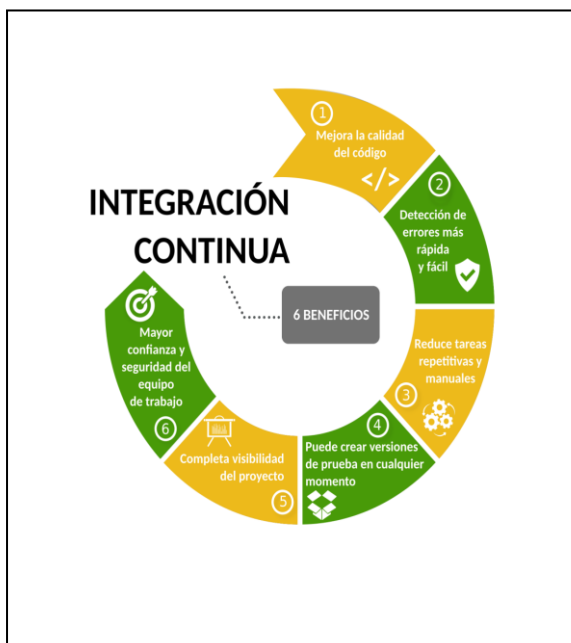 INTEGRACIÓN
CONTINUA
6 BENEFICIOS
1
Mejora la calidad
del código
</>
2
Detección de
errores más
rápida
y fácil
Reduce tareas
repetitivas y
manuales
3
4
Puede crear versiones
de prueba en cualquier
momento
Completa visibilidad
del proyecto
5
Mayor
confianza y
seguridad del
equipo
de trabajo
6